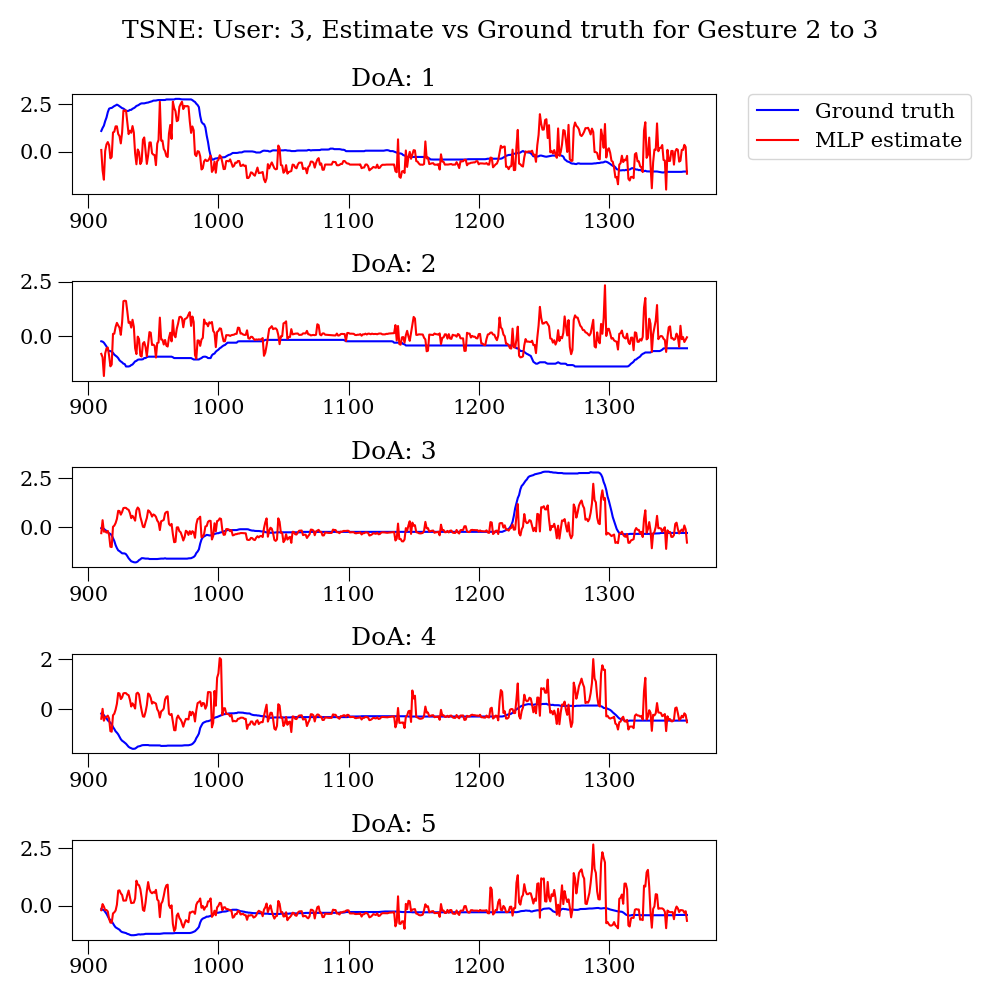 TSNE: User: 3, Estimate vs Ground truth for Gesture 2 to 3
DoA: 1
2.5
0.0
900 1000 1100 1200 1300
Ground truth
MLP estimate
DoA: 2
2.5
0.0
900 1000 1100 1200 1300
DoA: 3
2.5
0.0
900 1000 1100 1200 1300
DoA: 4
2
0
900 1000 1100 1200 1300
DoA: 5
2.5
0.0
900 1000 1100 1200 1300